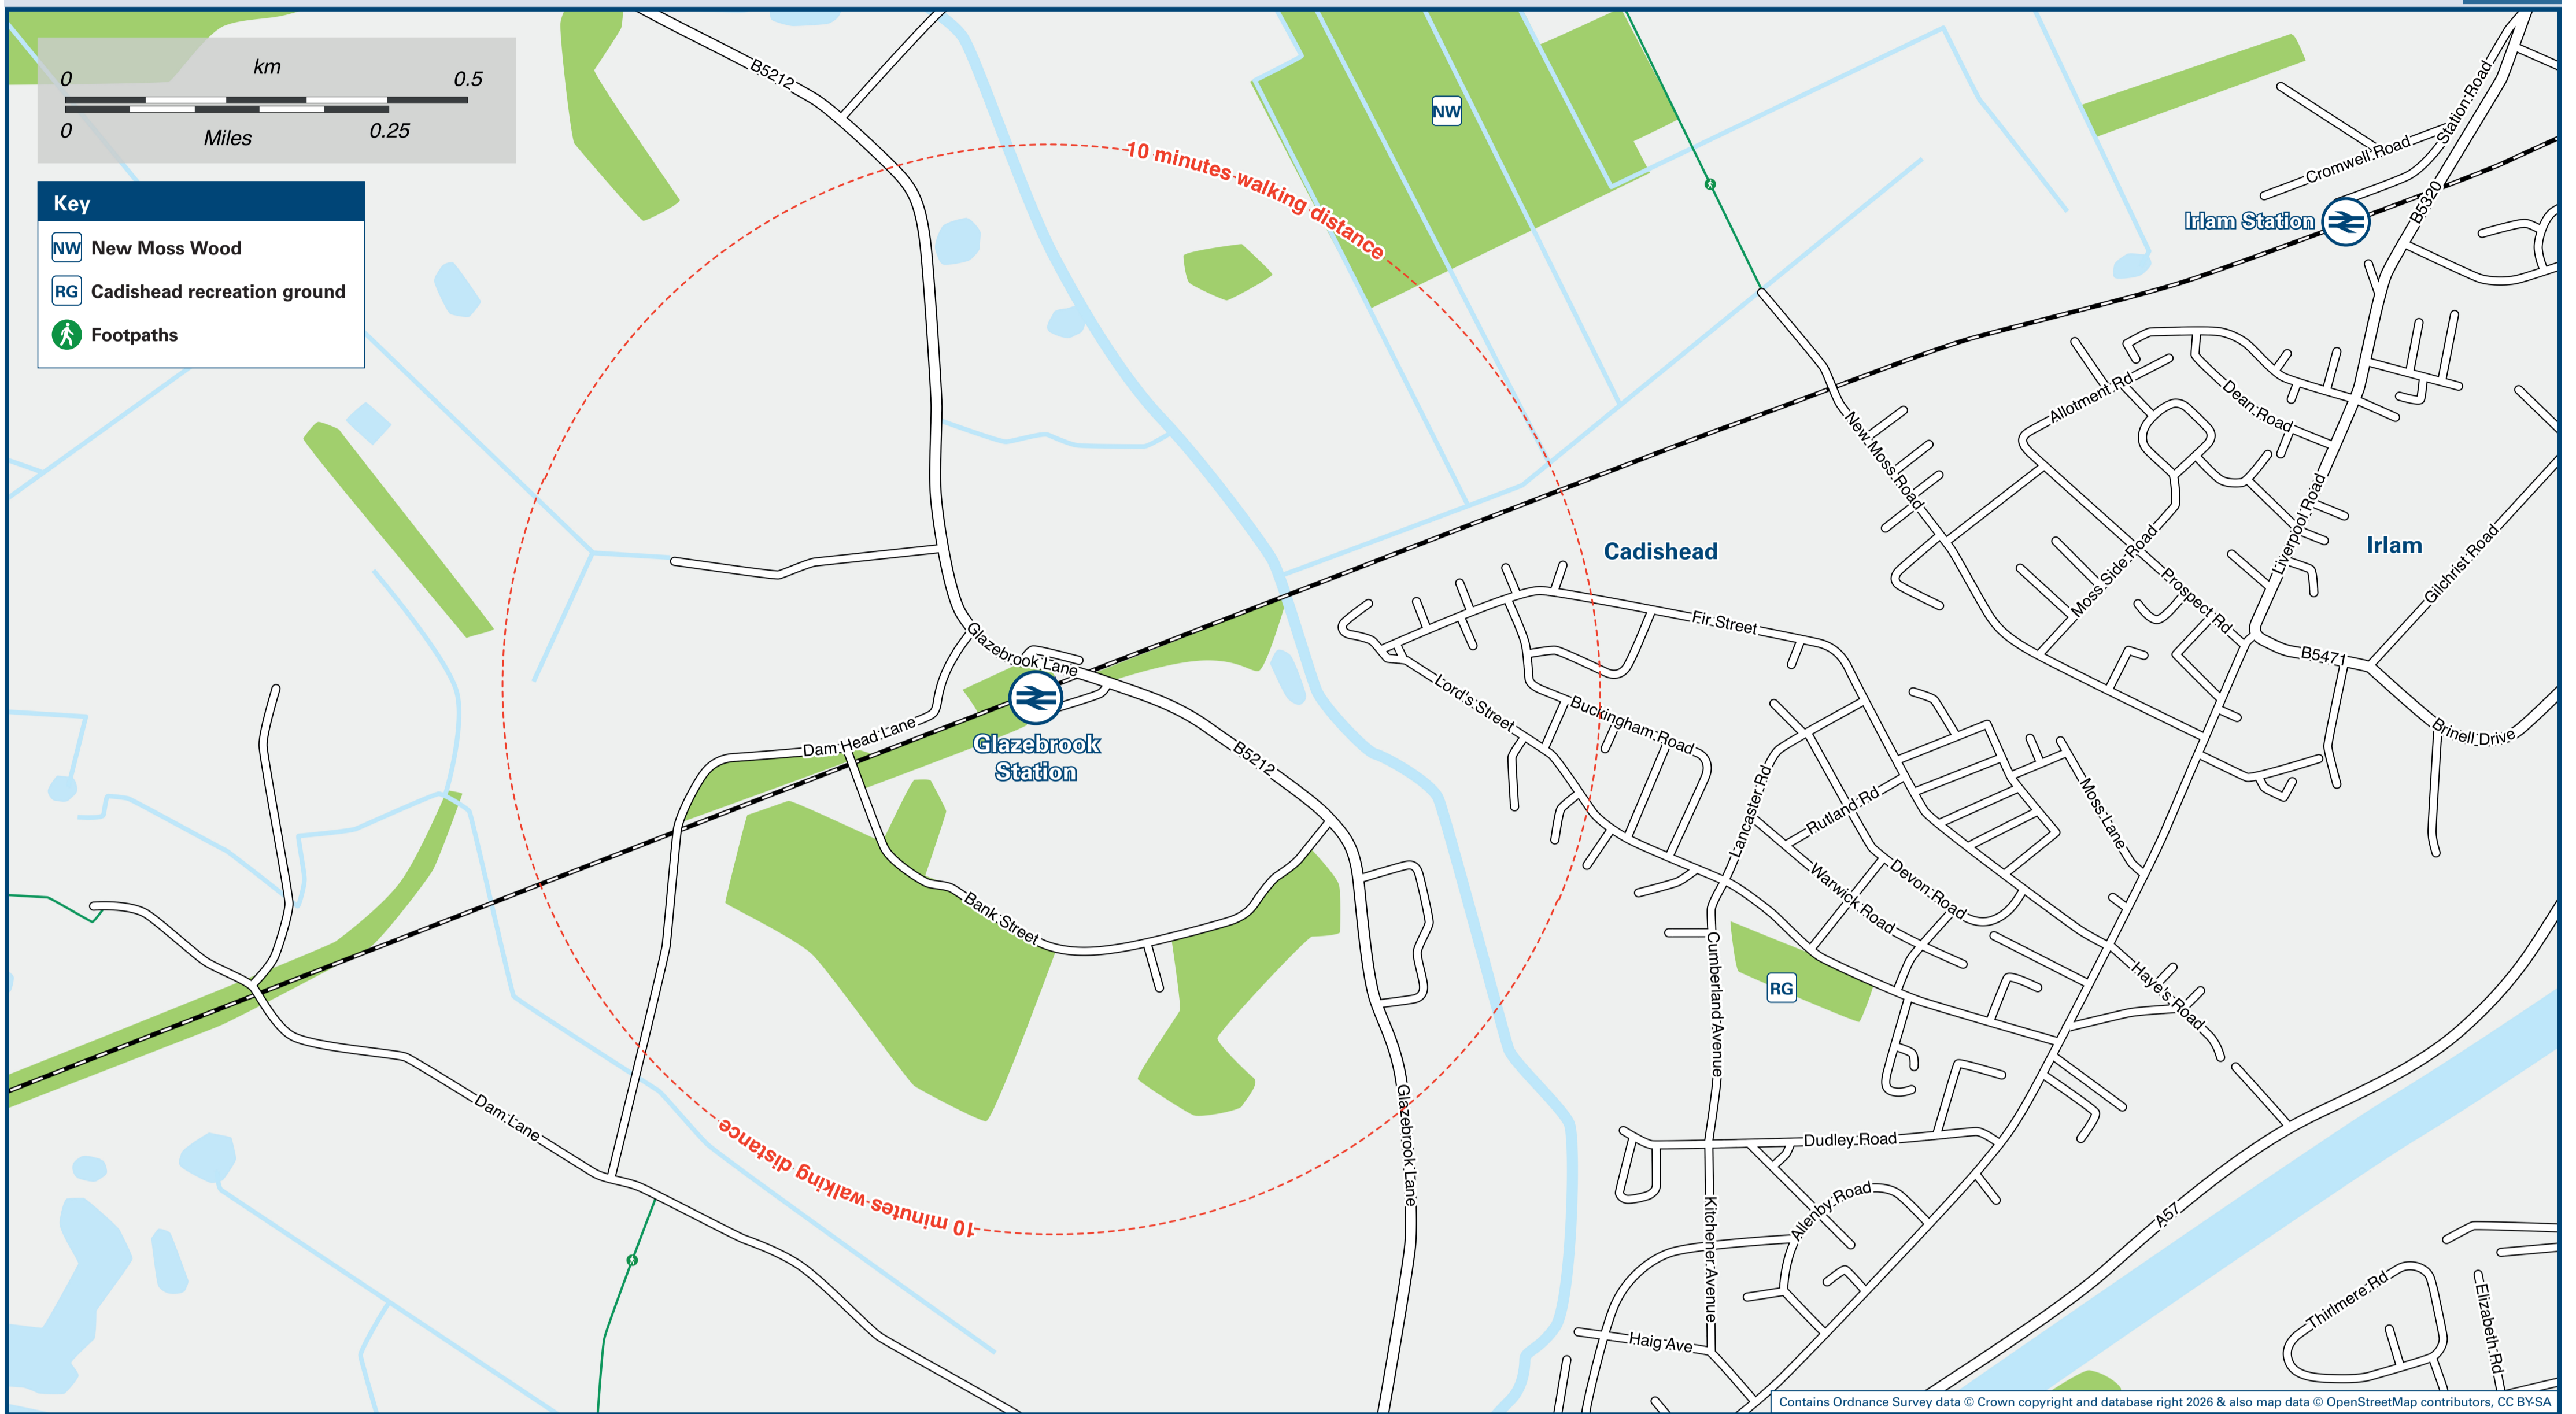 km
0
0.5
0
0.25
Miles
Key
NW New Moss Wood
RG Cadishead recreation ground
Footpaths
B5212
10 minutes walking distance
NW
Station Road
Cromwell Road
B5320
Irlam Station
Allotment Rd
Dean Road
New Moss Road
Liverpool Road
Cadishead
Irlam
Gilchrist Road
Moss Side Road
Prospect Rd
B5471
Brinell Drive
Fir Street
Glazebrook Lane
Lord's Street
Buckingham Road
Dam Head Lane
Glazebrook
Station
B5212
Lancaster Rd
Rutland Rd
Moss Lane
Warwick Road
Devon Road
Bank Street
Cumberland Avenue
RG
Haye's Road
Dam Lane
10 minutes walking distance
Glazebrook Lane
Dudley Road
Allenby Road
Kitchener Avenue
A57
Haig Ave
Thirlmere Rd
Elizabeth Rd
Contains Ordnance Survey data © Crown copyright and database right 2026 & also map data © OpenStreetMap contributors, CC BY-SA